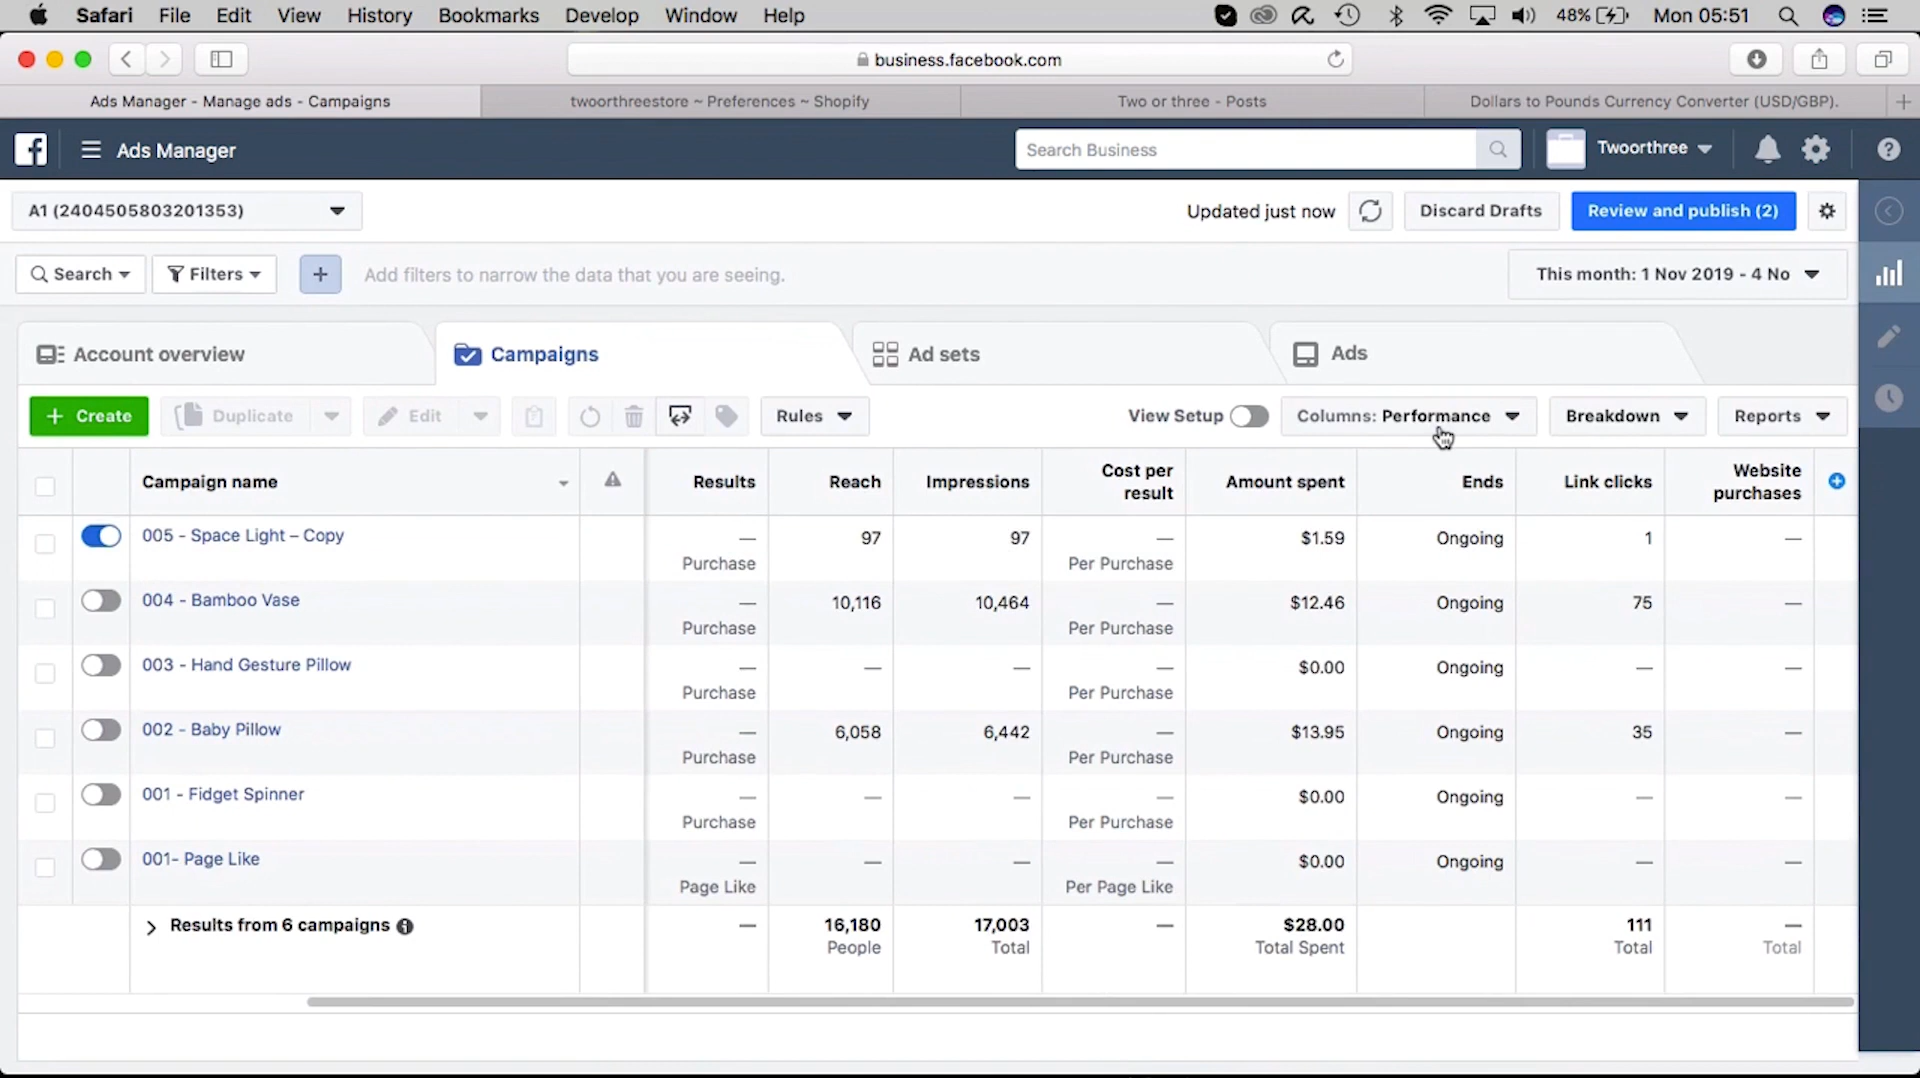 Safari File Edit View History Bookmarks Develop Window Help 48% Mon 05:51
business.facebook.com
Ads Manager - Manage ads - Campaigns
twoorthreestore ~ Preferences ~ Shopify
Two or three - Posts
Dollars to Pounds Currency Converter (USD/GBP).
Ads Manager
Search Business
Twoorthree
A1 (2404505803201353)
Updated just now
Discard Drafts
Review and publish (2)
Search
Filters
Add filters to narrow the data that you are seeing.
This month: 1 Nov 2019 - 4 No
Account overview
Campaigns
Ad sets
Ads
+ Create
Duplicate
Edit
Rules
View Setup
Columns: Performance
Breakdown
Reports
Campaign name
Results
Reach
Impressions
Cost per
result
Amount spent
Ends
Link clicks
Website
purchases
005 - Space Light – Copy — 97 97 — $1.59 Ongoing 1 —
Purchase Per Purchase
004 - Bamboo Vase — 10,116 10,464 — $12.46 Ongoing 75 —
Purchase Per Purchase
003 - Hand Gesture Pillow — — — — $0.00 Ongoing — —
Purchase Per Purchase
002 - Baby Pillow — 6,058 6,442 — $13.95 Ongoing 35 —
Purchase Per Purchase
001 - Fidget Spinner — — — — $0.00 Ongoing — —
Purchase Per Purchase
001- Page Like — — — — $0.00 Ongoing — —
Page Like Per Page Like
Results from 6 campaigns — 16,180 17,003 — $28.00 111 —
People Total Total Spent Total Total